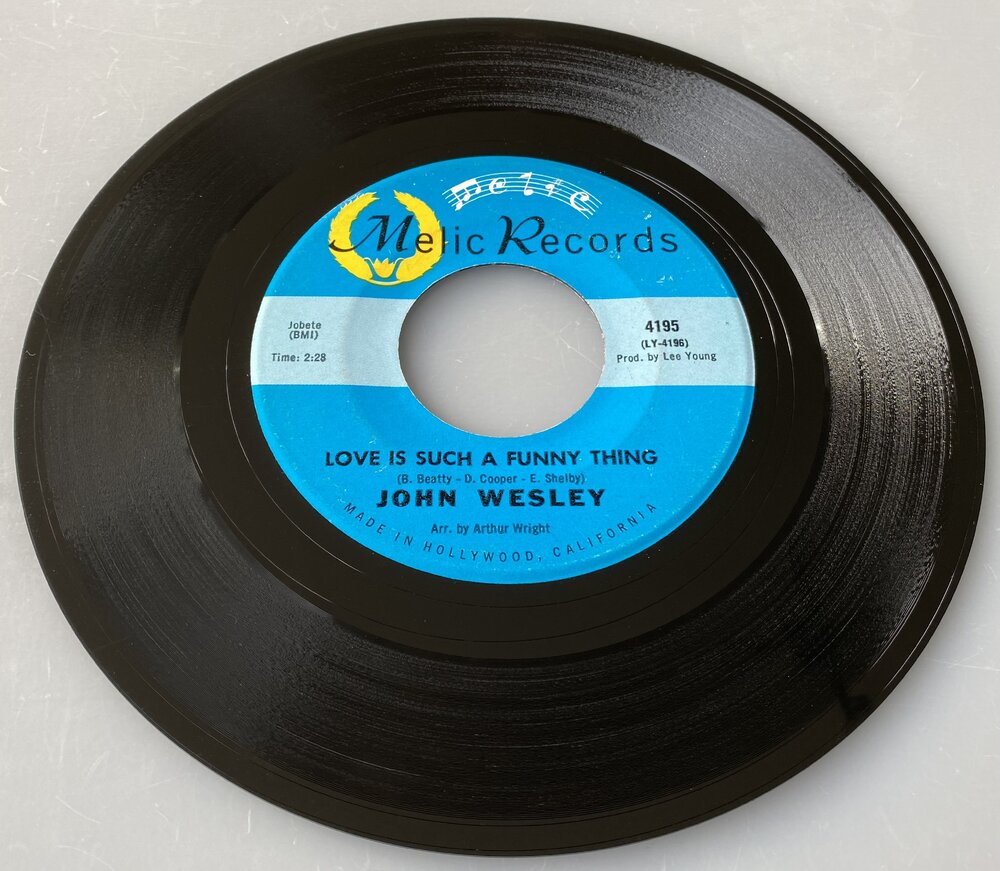 Melic
Melic Records
Jobete
(BMI)
Time: 2:28
4195
(LY-4196)
Prod. by Lee Young
LOVE IS SUCH A FUNNY THING
(B. Beatty - D. Cooper - E. Shelby)
JOHN WESLEY
Arr. by Arthur Wright
MADE IN HOLLYWOOD, CALIFORNIA